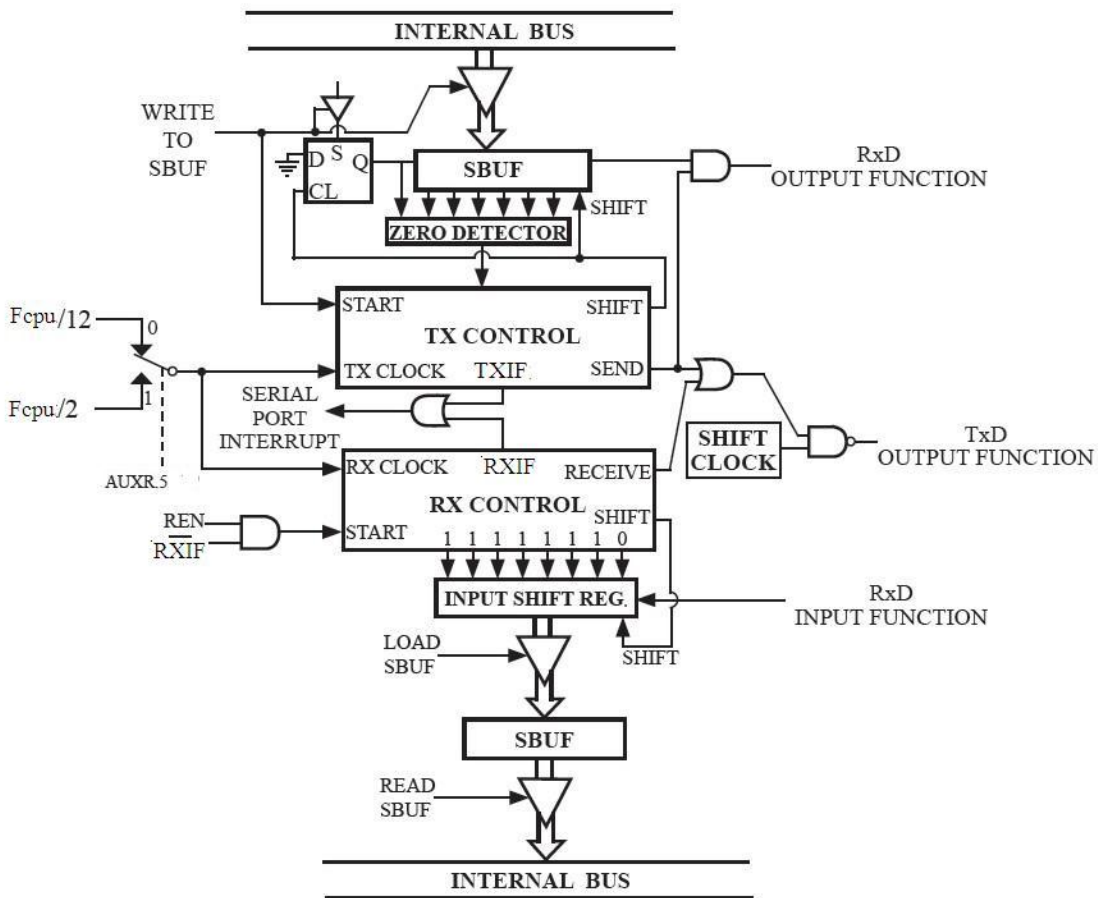 INTERNAL BUS
WRITE
TO
SBUF
D S Q
CL
SBUF
SHIFT
ZERO DETECTOR
RxD
OUTPUT FUNCTION
START
SHIFT
TX CONTROL
TX CLOCK
TXIF.
SEND
Fcpu/12
0
1
Fcpu/2
AUXR.5
SERIAL
PORT
INTERRUPT
SHIFT
CLOCK
TxD
OUTPUT FUNCTION
RX CLOCK
RXIF
RECEIVE
RX CONTROL
SHIFT
START
1 1 1 1 1 1 1 0
REN
R̅X̅I̅F̅
INPUT SHIFT REG.
RxD
INPUT FUNCTION
SHIFT
LOAD
SBUF
SBUF
READ
SBUF
INTERNAL BUS